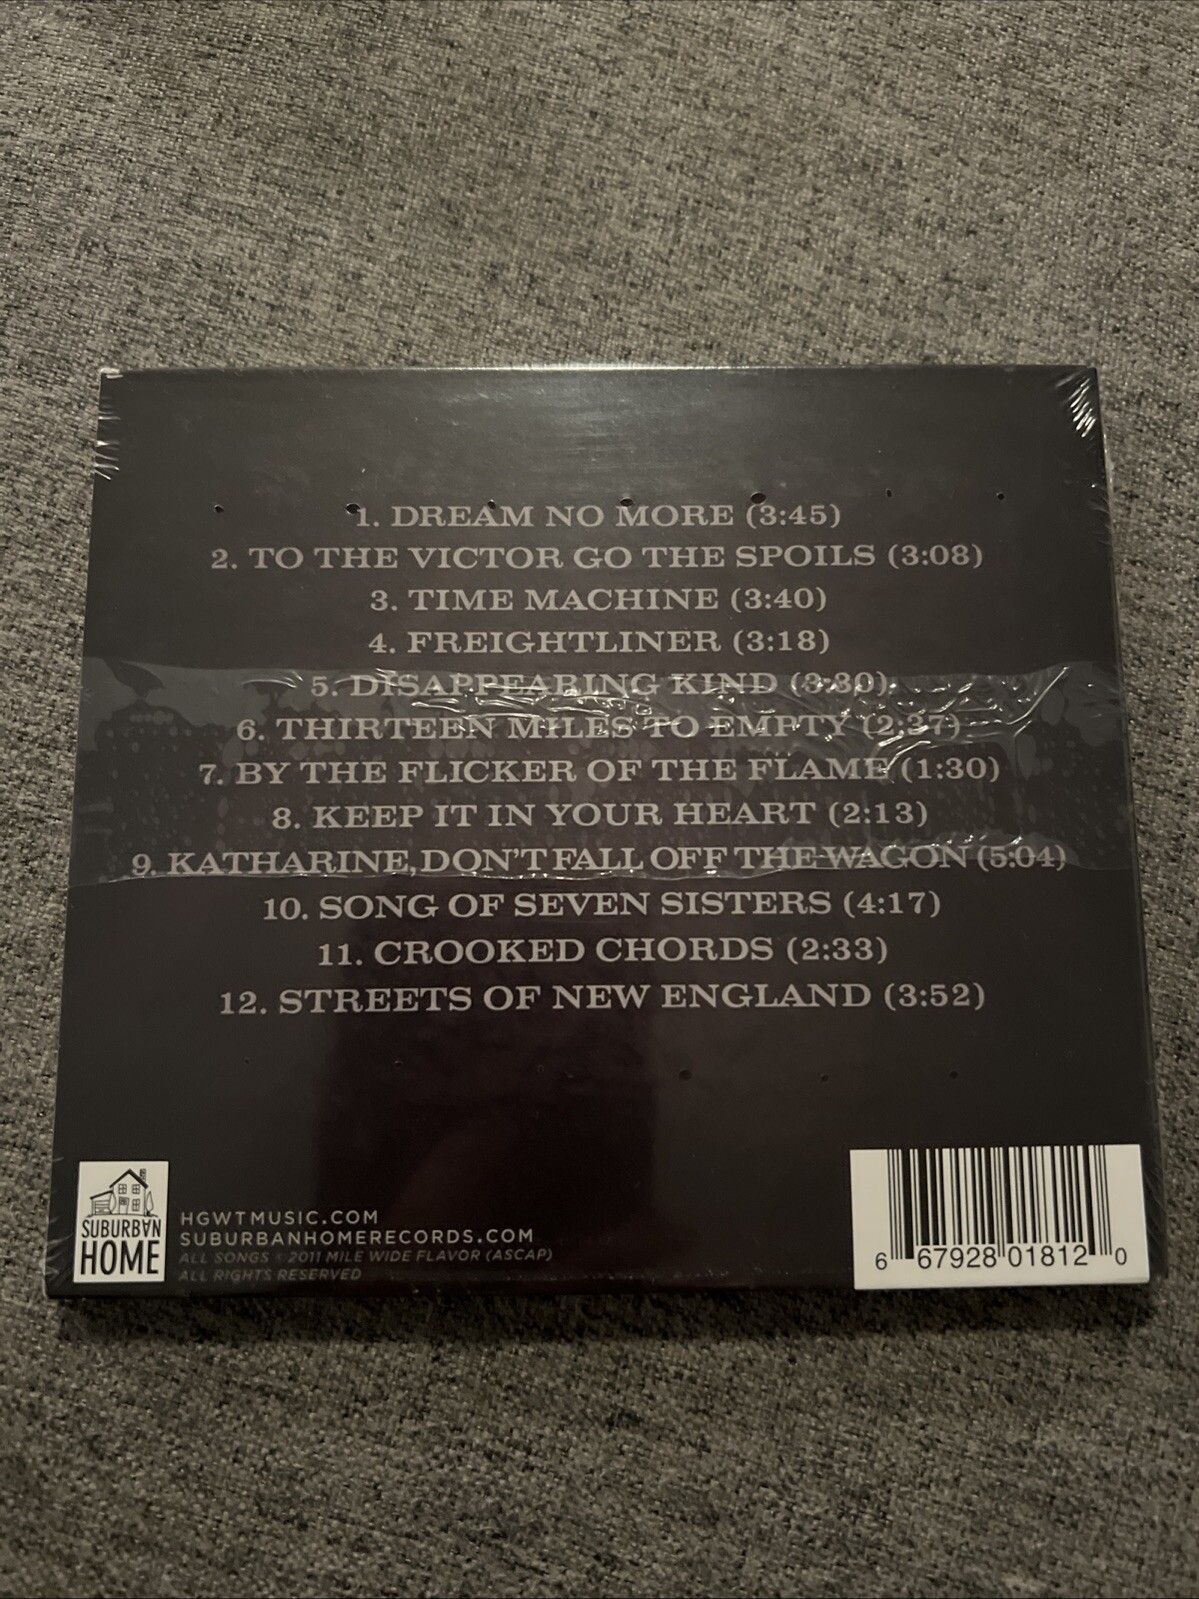 1. DREAM NO MORE (3:45)
2. TO THE VICTOR GO THE SPOILS (3:08)
3. TIME MACHINE (3:40)
4. FREIGHTLINER (3:18)
5. DISAPPEARING KIND (3:30)
6. THIRTEEN MILES TO EMPTY (2:37)
7. BY THE FLICKER OF THE FLAME (1:30)
8. KEEP IT IN YOUR HEART (2:13)
9. KATHARINE, DON'T FALL OFF THE WAGON (5:04)
10. SONG OF SEVEN SISTERS (4:17)
11. CROOKED CHORDS (2:33)
12. STREETS OF NEW ENGLAND (3:52)
SUBURBAN
HOME
HGWTMUSIC.COM
SUBURBANHOMERECORDS.COM
ALL SONGS © 2011 MILE WIDE FLAVOR (ASCAP)
ALL RIGHTS RESERVED
6 67928 01812 0